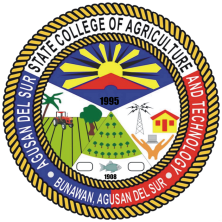 AGUSAN DEL SUR STATE COLLEGE OF AGRICULTURE AND TECHNOLOGY
1995
1908
BUNAWAN, AGUSAN DEL SUR